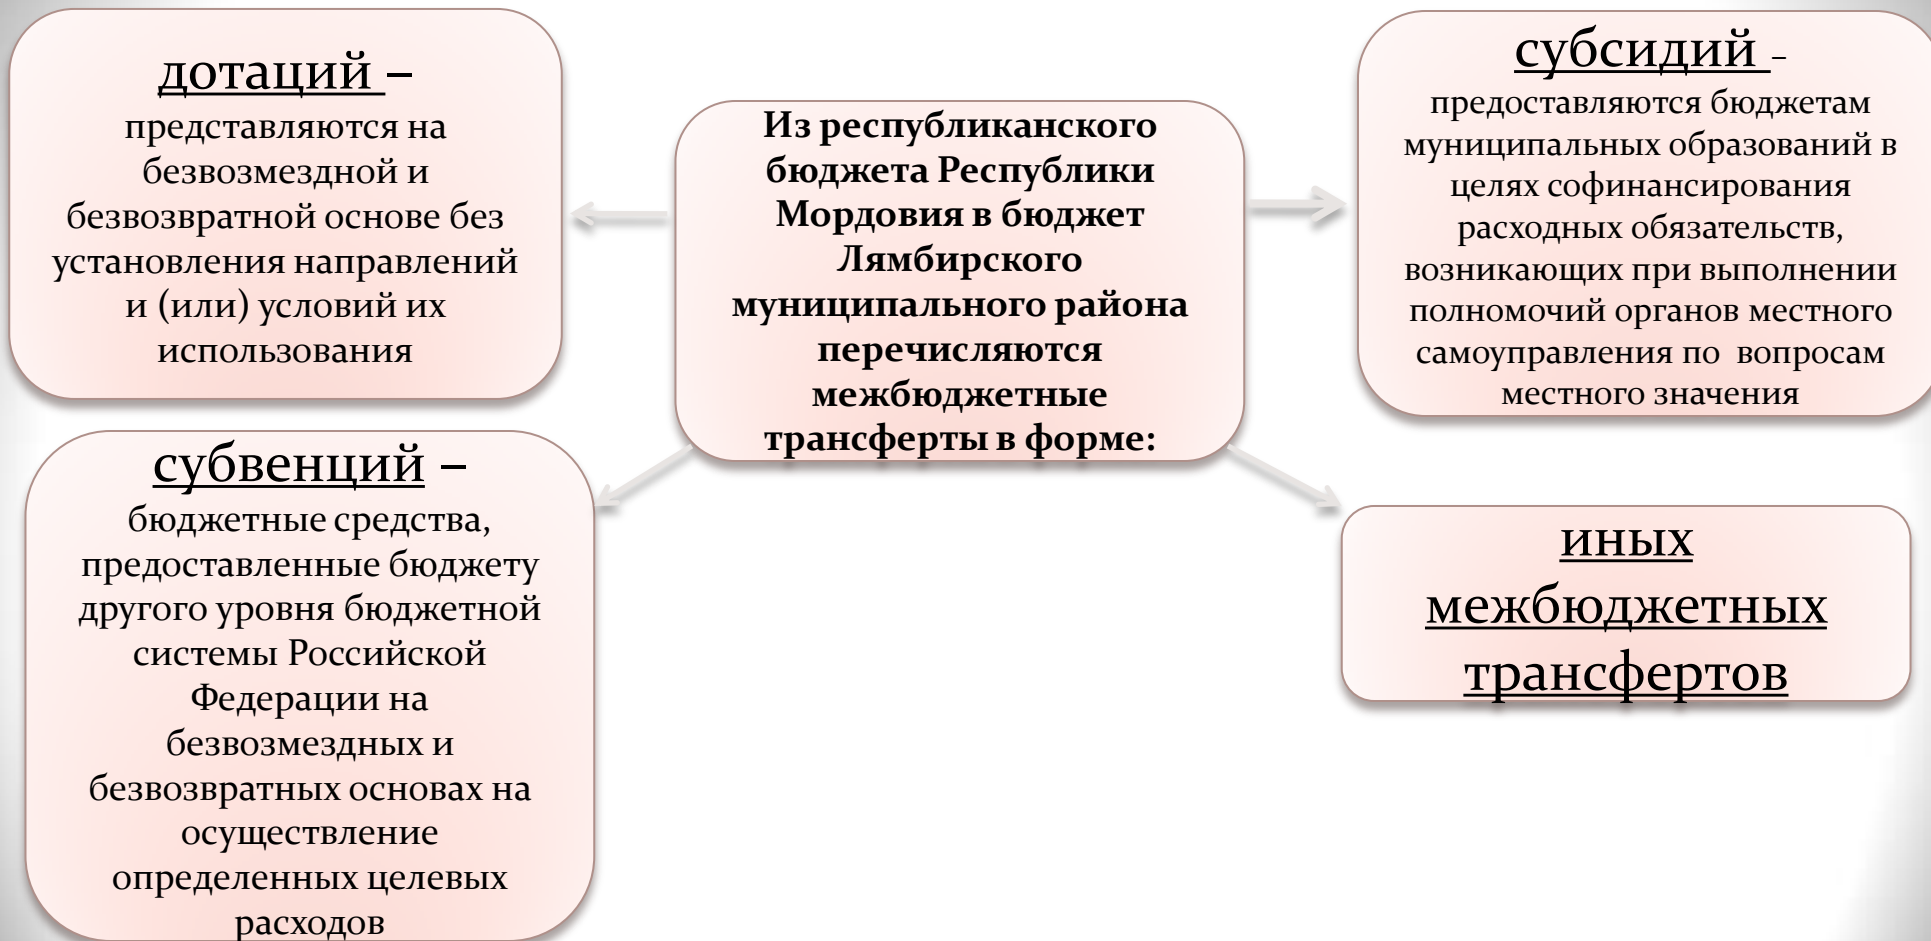 дотаций –
представляются на
безвозмездной и
безвозвратной основе без
установления направлений
и (или) условий их
использования
Из республиканского
бюджета Республики
Мордовия в бюджет
Лямбирского
муниципального района
перечисляются
межбюджетные
трансферты в форме:
субсидий –
предоставляются бюджетам
муниципальных образований в
целях софинансирования
расходных обязательств,
возникающих при выполнении
полномочий органов местного
самоуправления по вопросам
местного значения
субвенций –
бюджетные средства,
предоставленные бюджету
другого уровня бюджетной
системы Российской
Федерации на
безвозмездных и
безвозвратных основах на
осуществление
определенных целевых
расходов
иных
межбюджетных
трансфертов